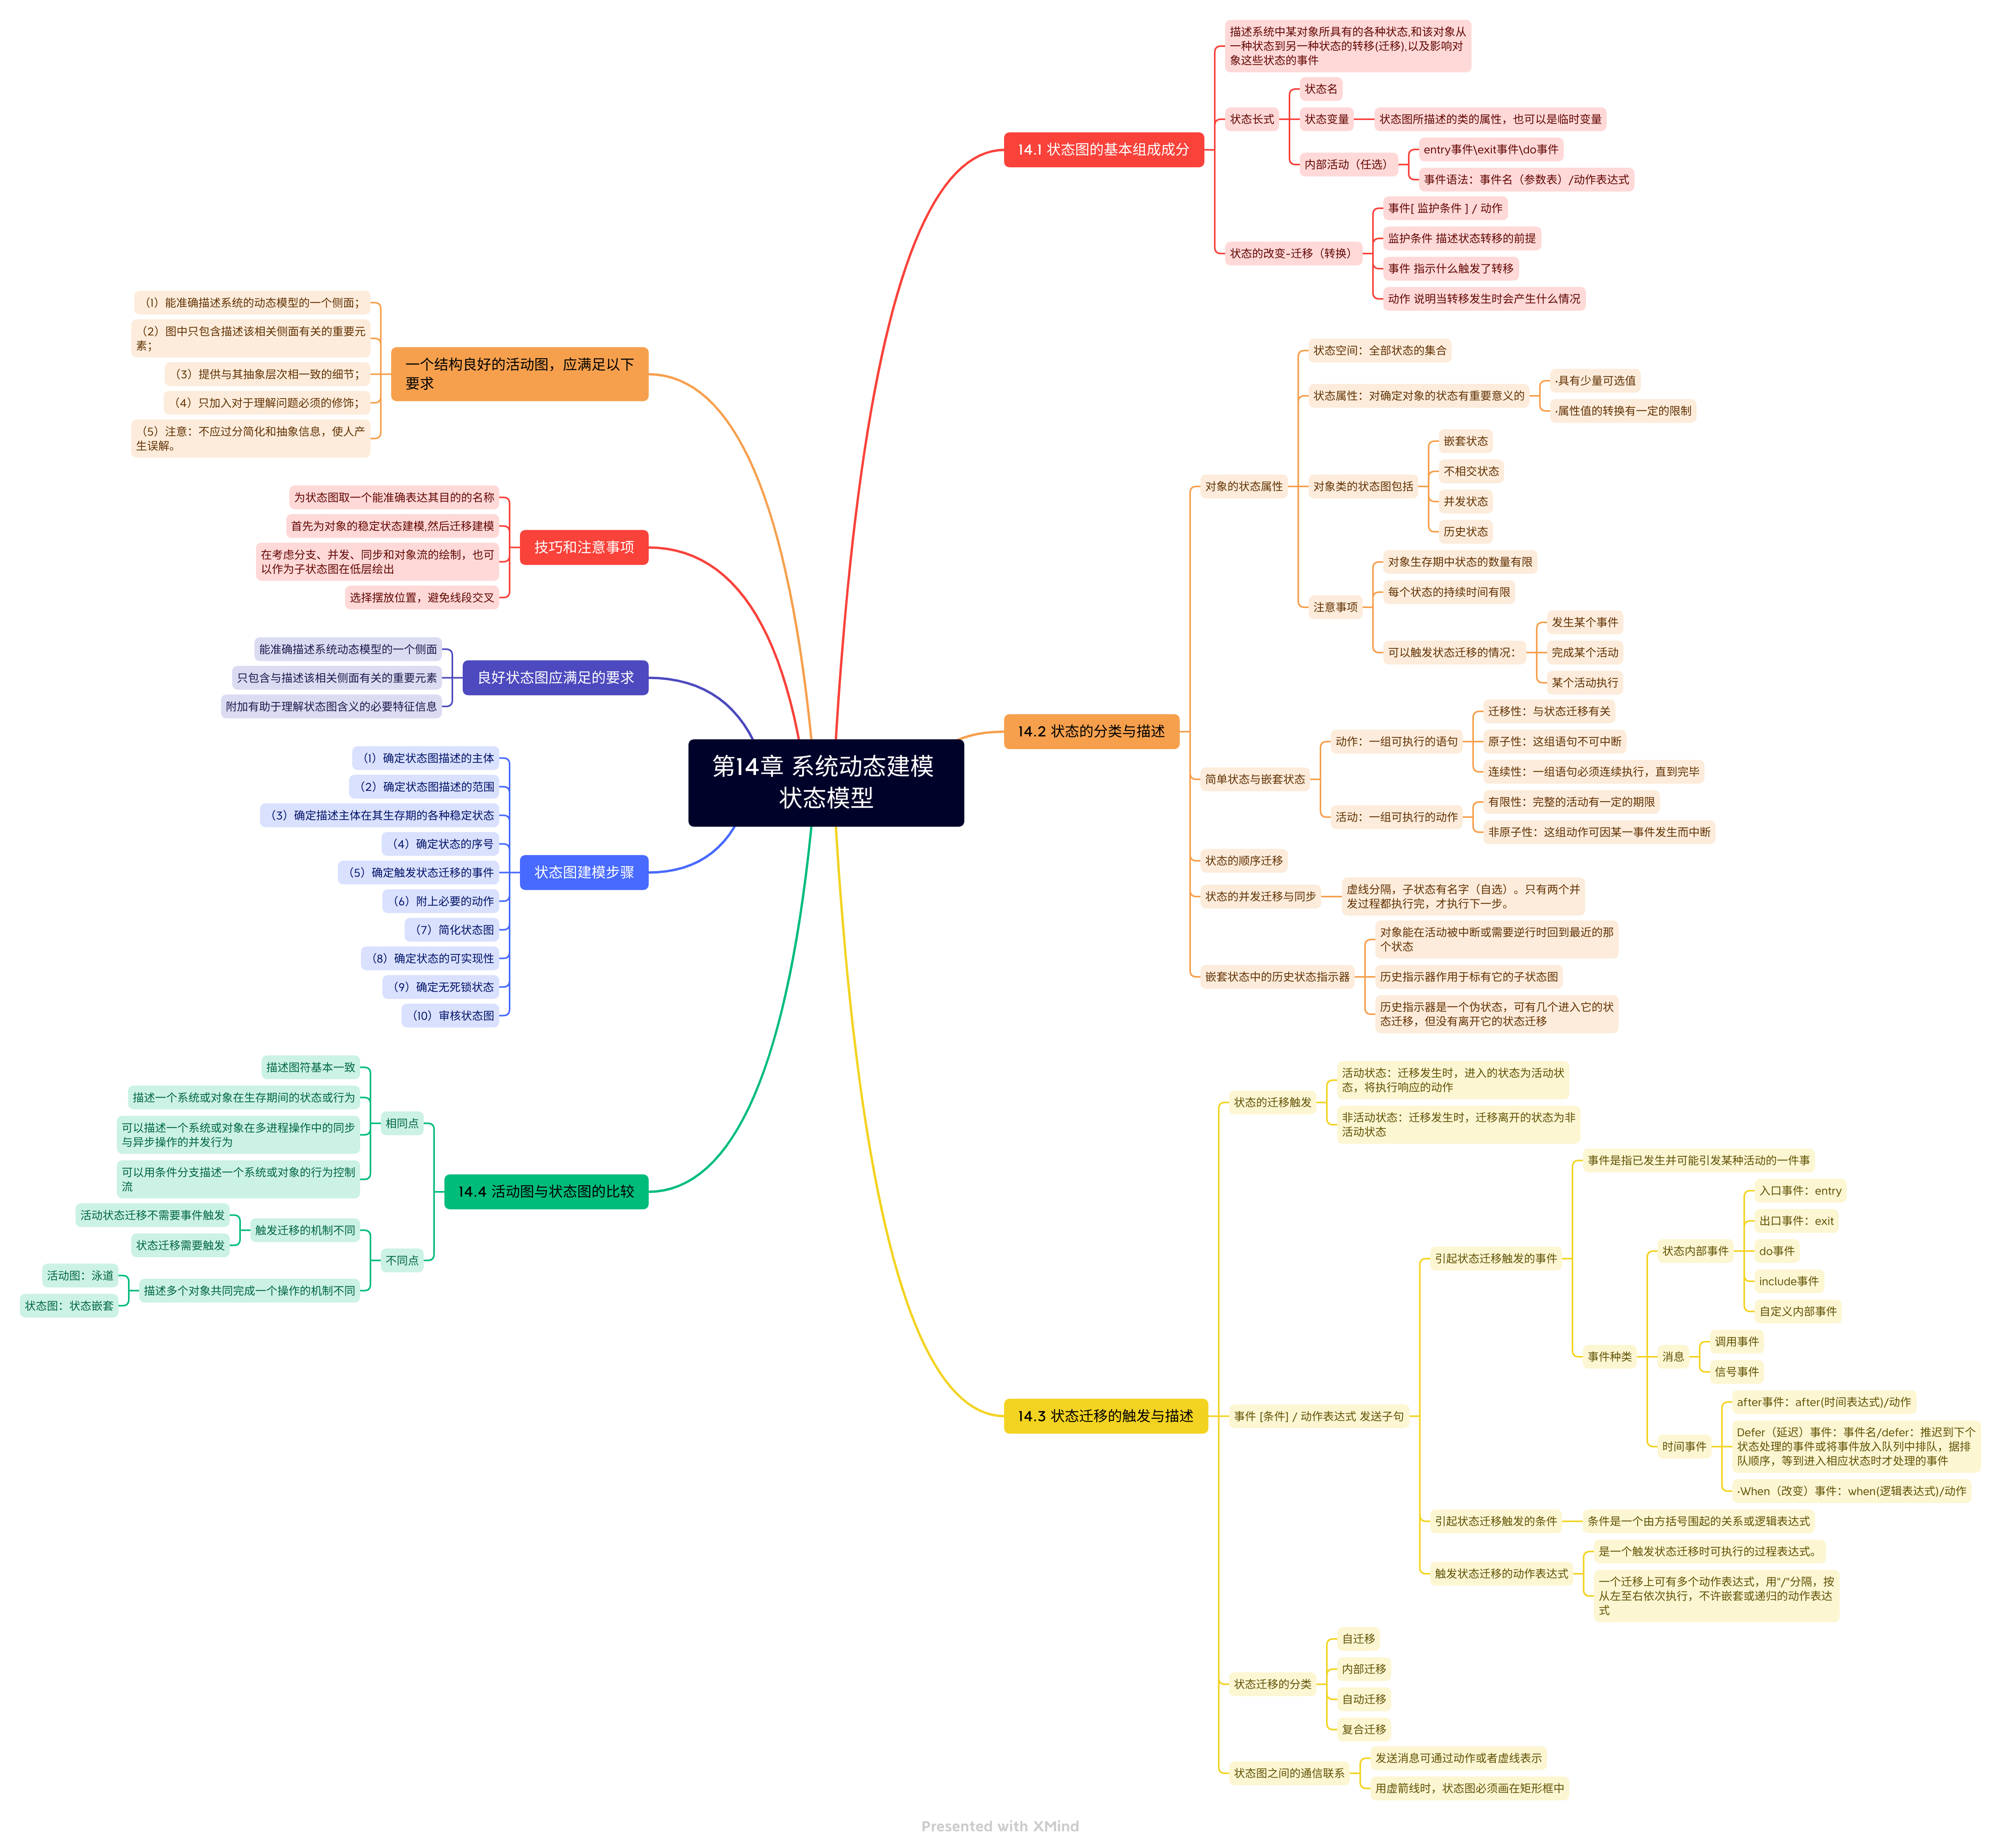 第14章 系统动态建模
状态模型
14.1 状态图的基本组成成分
描述系统中某对象所具有的各种状态,和该对象从
一种状态到另一种状态的转移(迁移),以及影响对
象这些状态的事件
状态长式
状态名
状态变量
状态图所描述的类的属性，也可以是临时变量
内部活动（任选）
entry事件\exit事件\do事件
事件语法：事件名（参数表）/动作表达式
状态的改变-迁移（转换）
事件[ 监护条件 ] / 动作
监护条件 描述状态转移的前提
事件 指示什么触发了转移
动作 说明当转移发生时会产生什么情况
14.2 状态的分类与描述
对象的状态属性
状态空间：全部状态的集合
状态属性：对确定对象的状态有重要意义的
·具有少量可选值
·属性值的转换有一定的限制
对象类的状态图包括
嵌套状态
不相交状态
并发状态
历史状态
注意事项
对象生存期中状态的数量有限
每个状态的持续时间有限
可以触发状态迁移的情况：
发生某个事件
完成某个活动
某个活动执行
简单状态与嵌套状态
动作：一组可执行的语句
迁移性：与状态迁移有关
原子性：这组语句不可中断
连续性：一组语句必须连续执行，直到完毕
活动：一组可执行的动作
有限性：完整的活动有一定的期限
非原子性：这组动作可因某一事件发生而中断
状态的顺序迁移
状态的并发迁移与同步
虚线分隔，子状态有名字（自选）。只有两个并
发过程都执行完，才执行下一步。
嵌套状态中的历史状态指示器
对象能在活动被中断或需要逆行时回到最近的那
个状态
历史指示器作用于标有它的子状态图
历史指示器是一个伪状态，可有几个进入它的状
态迁移，但没有离开它的状态迁移
14.3 状态迁移的触发与描述
状态的迁移触发
活动状态：迁移发生时，进入的状态为活动状
态，将执行响应的动作
非活动状态：迁移发生时，迁移离开的状态为非
活动状态
事件 [条件] / 动作表达式 发送子句
引起状态迁移触发的事件
事件是指已发生并可能引发某种活动的一件事
事件种类
状态内部事件
入口事件：entry
出口事件：exit
do事件
include事件
自定义内部事件
消息
调用事件
信号事件
时间事件
after事件：after(时间表达式)/动作
Defer（延迟）事件：事件名/defer：推迟到下个
状态处理的事件或将事件放入队列中排队，据排
队顺序，等到进入相应状态时才处理的事件
·When（改变）事件：when(逻辑表达式)/动作
引起状态迁移触发的条件
条件是一个由方括号围起的关系或逻辑表达式
触发状态迁移的动作表达式
是一个触发状态迁移时可执行的过程表达式。
一个迁移上可有多个动作表达式，用"/"分隔，按
从左至右依次执行，不许嵌套或递归的动作表达
式
状态迁移的分类
自迁移
内部迁移
自动迁移
复合迁移
状态图之间的通信联系
发送消息可通过动作或者虚线表示
用虚箭线时，状态图必须画在矩形框中
14.4 活动图与状态图的比较
相同点
描述图符基本一致
描述一个系统或对象在生存期间的状态或行为
可以描述一个系统或对象在多进程操作中的同步
与异步操作的并发行为
可以用条件分支描述一个系统或对象的行为控制
流
不同点
触发迁移的机制不同
活动状态迁移不需要事件触发
状态迁移需要触发
描述多个对象共同完成一个操作的机制不同
活动图：泳道
状态图：状态嵌套
状态图建模步骤
（1）确定状态图描述的主体
（2）确定状态图描述的范围
（3）确定描述主体在其生存期的各种稳定状态
（4）确定状态的序号
（5）确定触发状态迁移的事件
（6）附上必要的动作
（7）简化状态图
（8）确定状态的可实现性
（9）确定无死锁状态
（10）审核状态图
良好状态图应满足的要求
能准确描述系统动态模型的一个侧面
只包含与描述该相关侧面有关的重要元素
附加有助于理解状态图含义的必要特征信息
技巧和注意事项
为状态图取一个能准确表达其目的的名称
首先为对象的稳定状态建模,然后迁移建模
在考虑分支、并发、同步和对象流的绘制，也可
以作为子状态图在低层绘出
选择摆放位置，避免线段交叉
一个结构良好的活动图，应满足以下
要求
（1）能准确描述系统的动态模型的一个侧面；
（2）图中只包含描述该相关侧面有关的重要元
素；
（3）提供与其抽象层次相一致的细节；
（4）只加入对于理解问题必须的修饰；
（5）注意：不应过分简化和抽象信息，使人产
生误解。
Presented with XMind